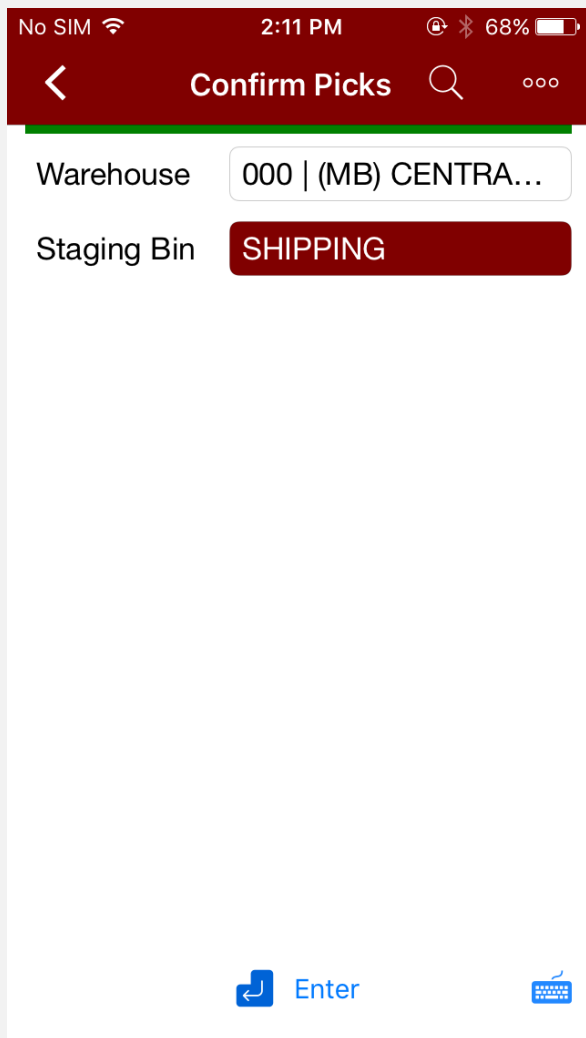 No SIM 2:11 PM 68%
Confirm Picks
Warehouse 000 | (MB) CENTRA...
Staging Bin SHIPPING
Enter